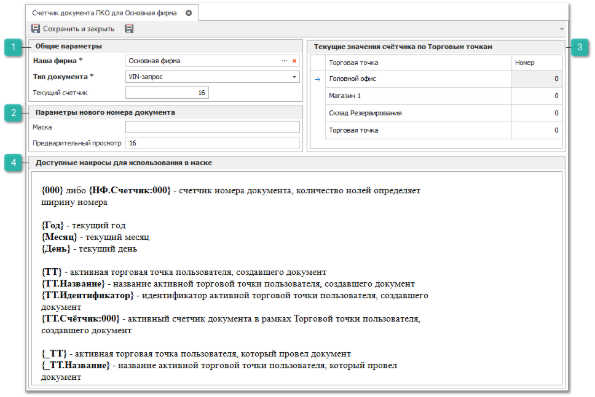 Счетчик документа ПКО для Основная фирма
Сохранить и закрыть
1
Общие параметры
Наша фирма *
Основная фирма
Тип документа *
VIN-запрос
Текущий счетчик
16
2
Параметры нового номера документа
Маска
Предварительный просмотр
16
3
Текущие значения счётчика по Торговым точкам
Торговая точка
Номер
Головной офис
0
Магазин 1
0
Склад Резервирования
0
Торговая точка
0
4
Доступные макросы для использования в маске
{000} либо {НФ.Счетчик:000} - счетчик номера документа, количество нолей определяет
ширину номера
{Год} - текущий год
{Месяц} - текущий месяц
{День} - текущий день
{ТТ} - активная торговая точка пользователя, создавшего документ
{ТТ.Название} - название активной торговой точки пользователя, создавшего документ
{ТТ.Идентификатор} - идентификатор активной торговой точки пользователя, создавшего
документ
{ТТ.Счётчик:000} - активный счетчик документа в рамках Торговой точки пользователя,
создавшего документ
{_ТТ} - активная торговая точка пользователя, который провел документ
{_ТТ.Название} - название активной торговой точки пользователя, который провел
документ